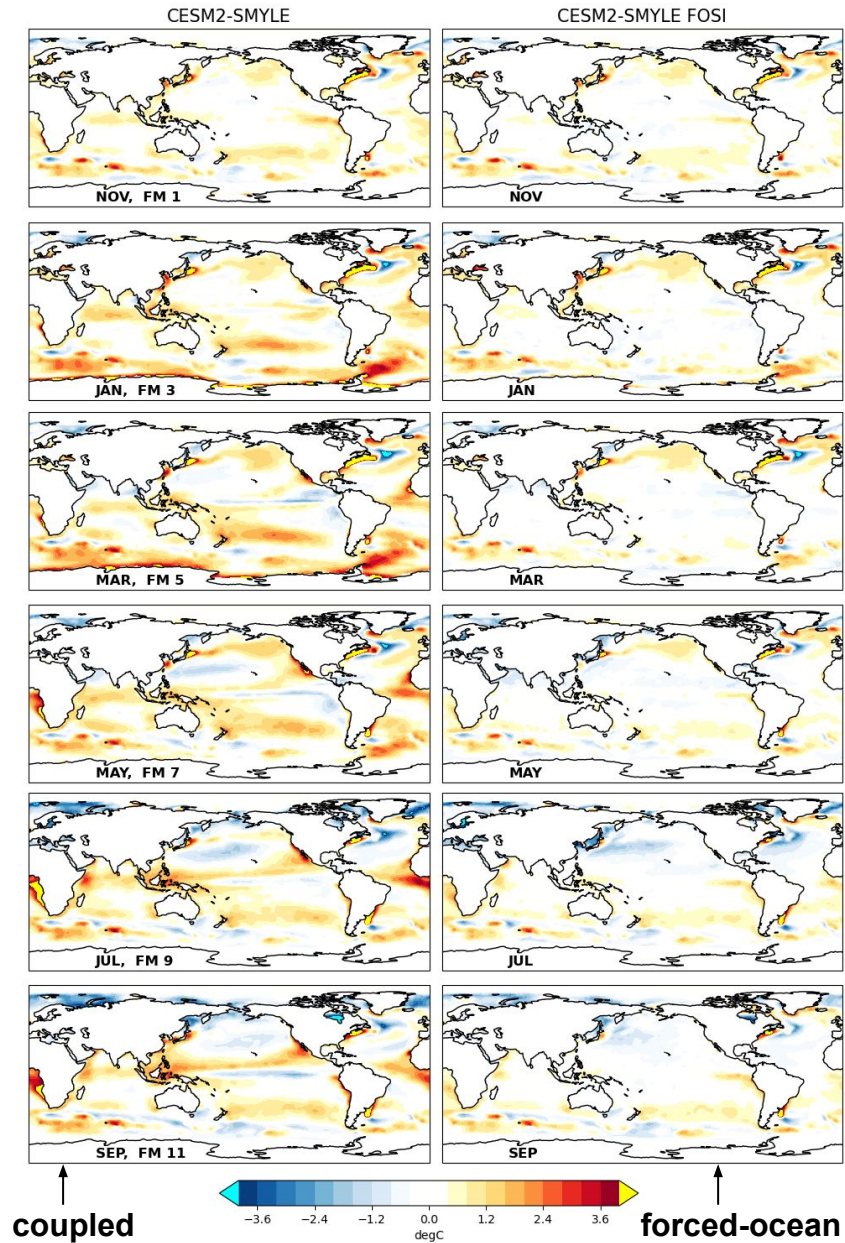 CESM2-SMYLE
CESM2-SMYLE FOSI
NOV, FM 1
NOV
JAN, FM 3
JAN
MAR, FM 5
MAR
MAY, FM 7
MAY
JUL, FM 9
JUL
SEP, FM 11
SEP
−3.6 −2.4 −1.2 0.0 1.2 2.4 3.6
degC
coupled
forced-ocean